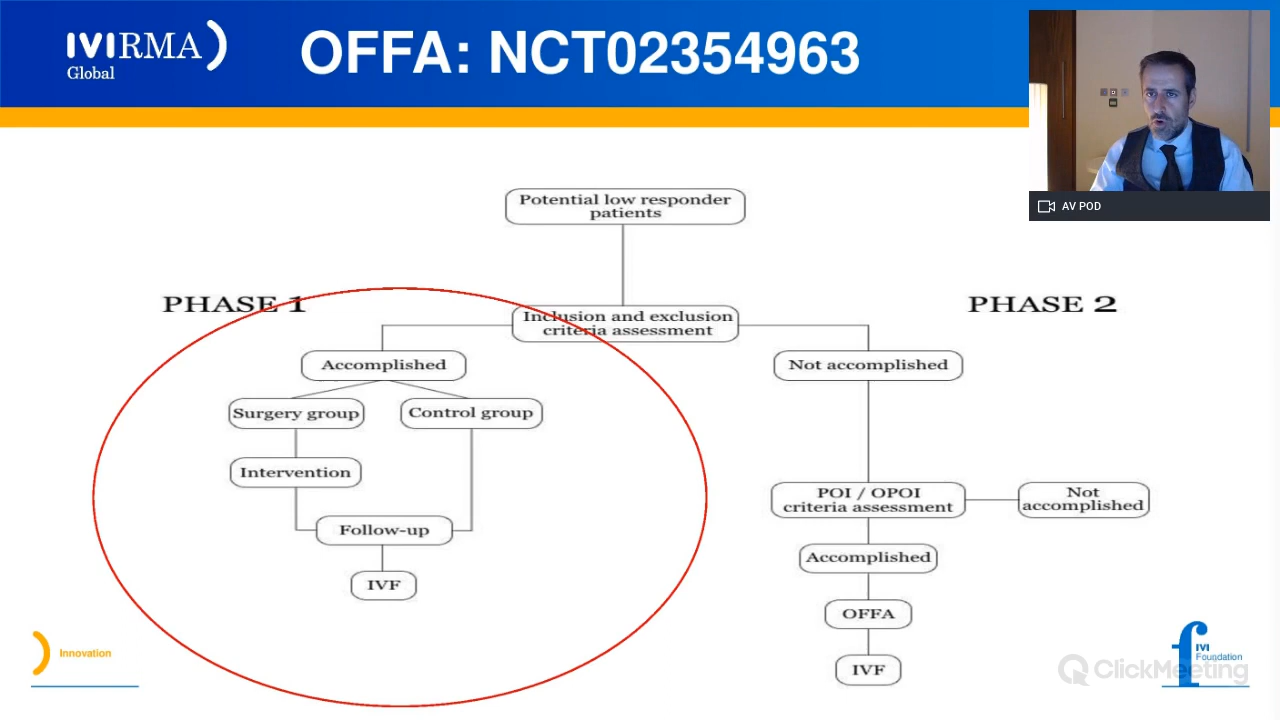 IVIRMA
Global
OFFA: NCT02354963
AV POD
Potential low responder
patients
PHASE 1
PHASE 2
Inclusion and exclusion
criteria assessment
Accomplished
Not accomplished
Surgery group
Control group
Intervention
POI / OPOI
criteria assessment
Not
accomplished
Follow-up
Accomplished
IVF
OFFA
IVF
Innovation
IVI
Foundation
ClickMeeting